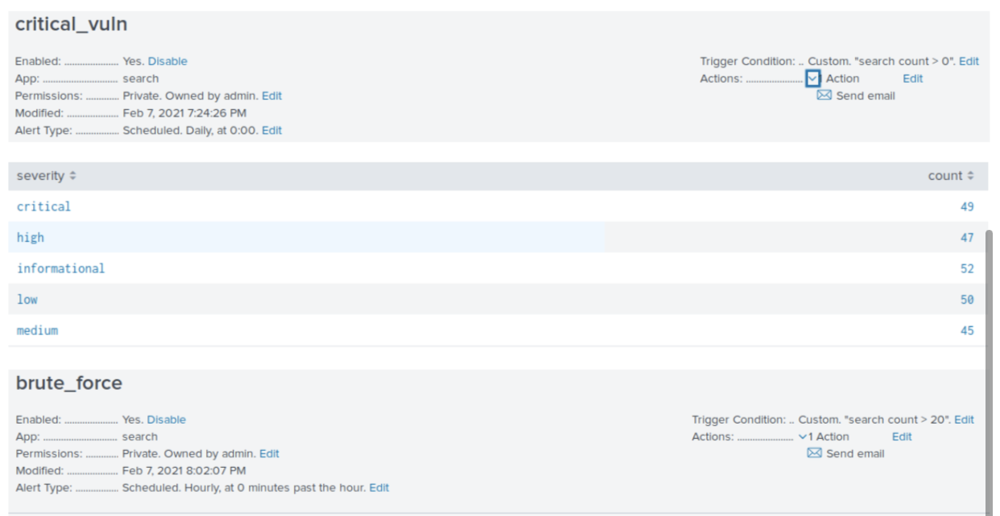 critical_vuln
Enabled: .................... Yes. Disable
App: ............................ search
Permissions: ............ Private. Owned by admin. Edit
Modified: ................... Feb 7, 2021 7:24:26 PM
Alert Type: ................ Scheduled. Daily, at 0:00. Edit
Trigger Condition: .. Custom. "search count > 0". Edit
Actions: ..................... 1 Action Edit
Send email
severity count
critical 49
high 47
informational 52
low 50
medium 45
brute_force
Enabled: .................... Yes. Disable
App: ............................ search
Permissions: ............ Private. Owned by admin. Edit
Modified: ................... Feb 7, 2021 8:02:07 PM
Alert Type: ................ Scheduled. Hourly, at 0 minutes past the hour. Edit
Trigger Condition: .. Custom. "search count > 20". Edit
Actions: ..................... 1 Action Edit
Send email